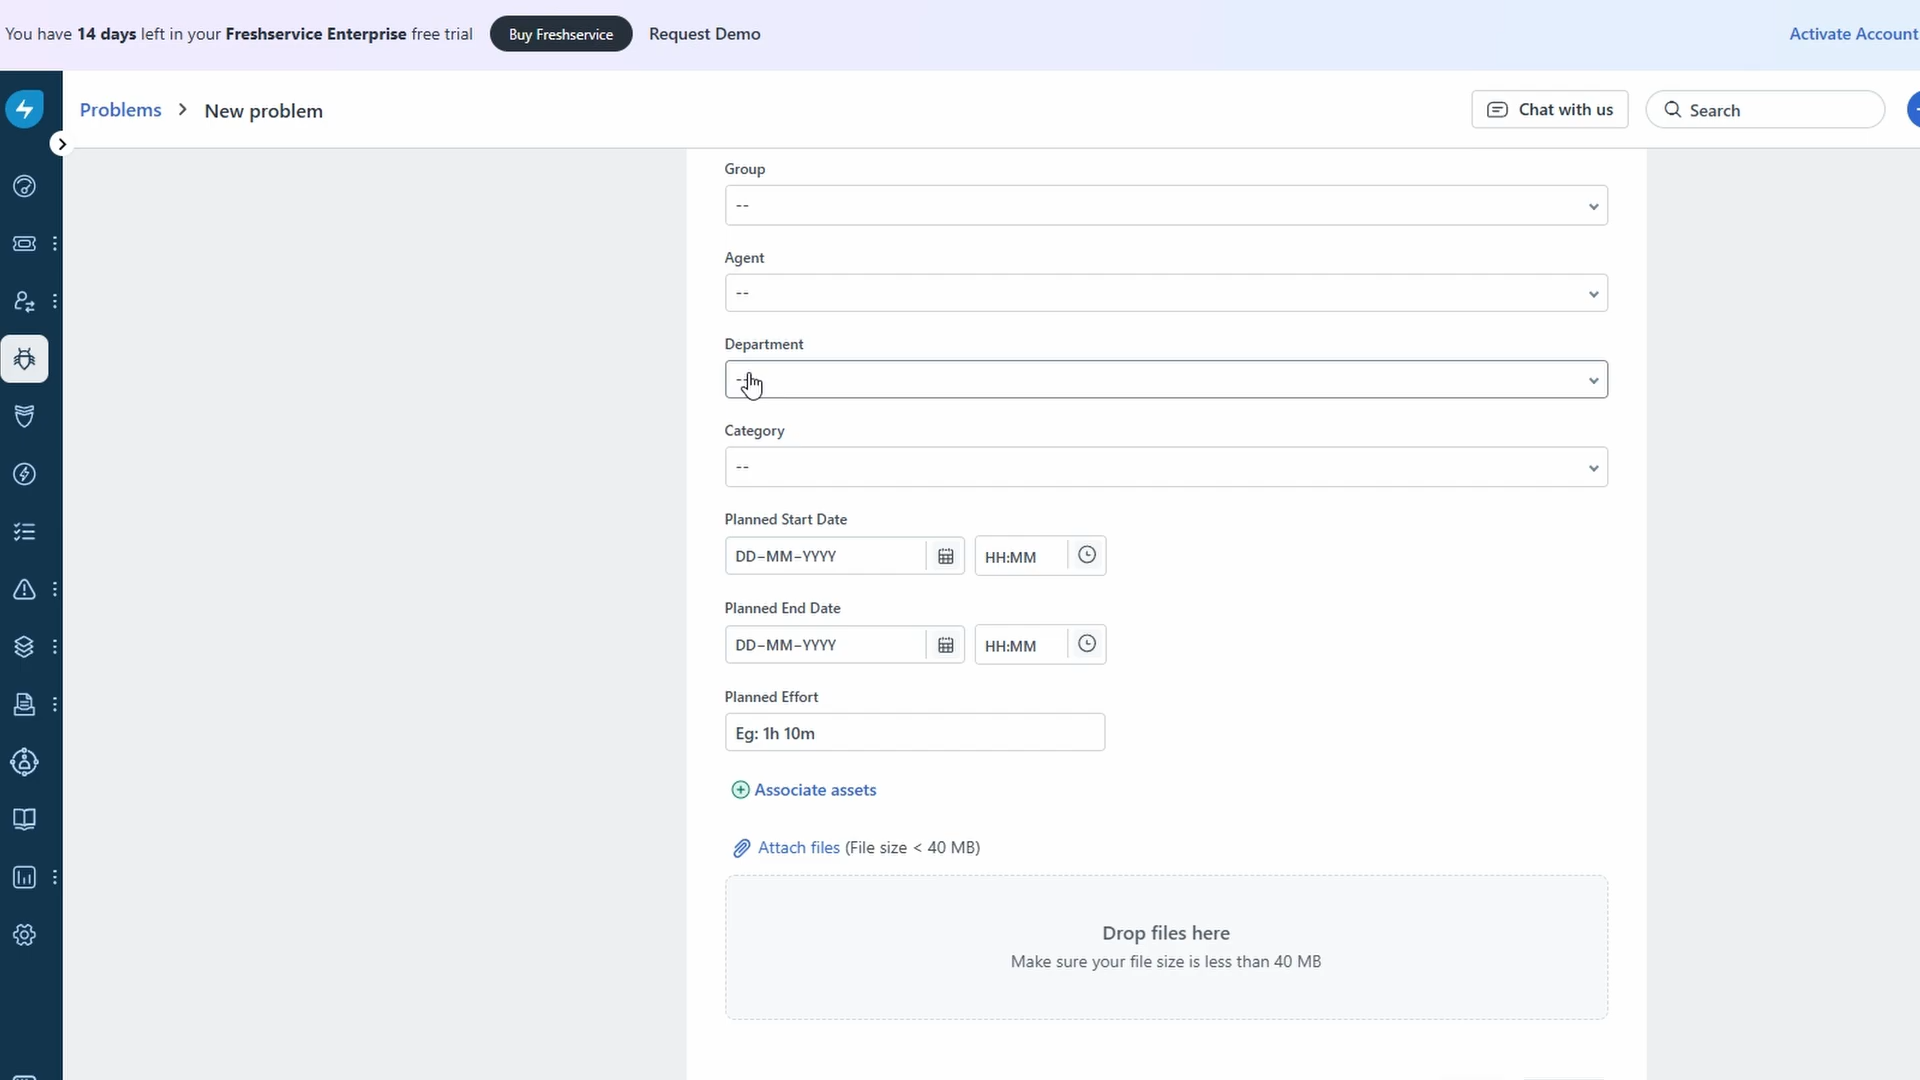 You have 14 days left in your Freshservice Enterprise free trial Buy Freshservice Request Demo Activate Account
Problems > New problem Chat with us Search
Group
--
Agent
--
Department
Category
--
Planned Start Date
DD-MM-YYYY HH:MM
Planned End Date
DD-MM-YYYY HH:MM
Planned Effort
Eg: 1h 10m
Associate assets
Attach files (File size < 40 MB)
Drop files here
Make sure your file size is less than 40 MB